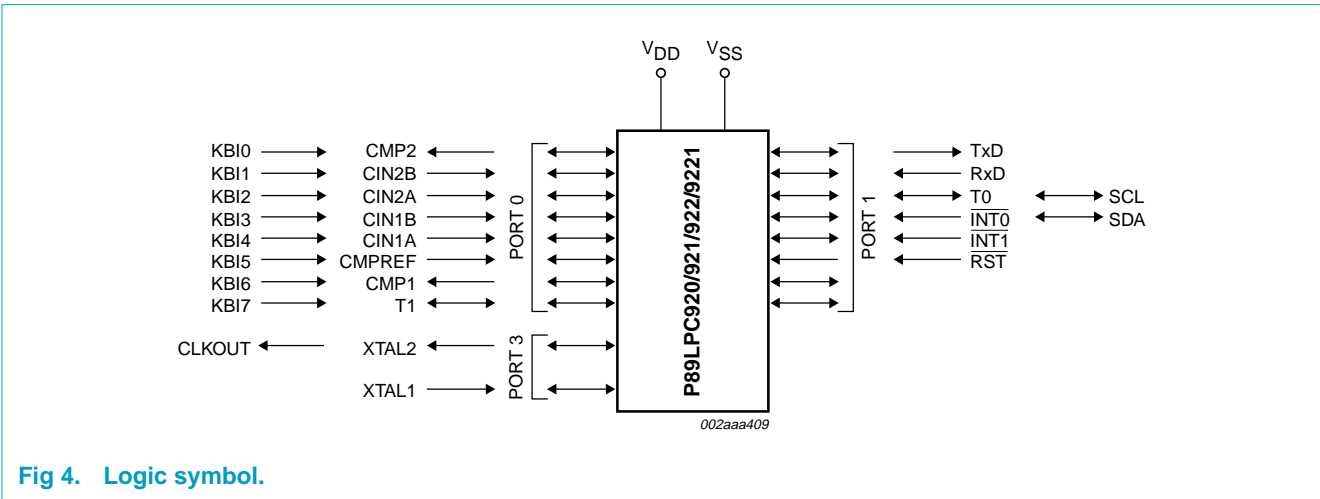 VDD VSS
KBI0 CMP2 TxD
KBI1 CIN2B RxD
KBI2 CIN2A T0 SCL
KBI3 CIN1B INT0 SDA
KBI4 CIN1A INT1
KBI5 CMPREF RST
KBI6 CMP1
KBI7 T1
PORT 0
P89LPC920/921/922/9221
PORT 1
CLKOUT XTAL2
XTAL1
PORT 3
002aaa409
Fig 4. Logic symbol.